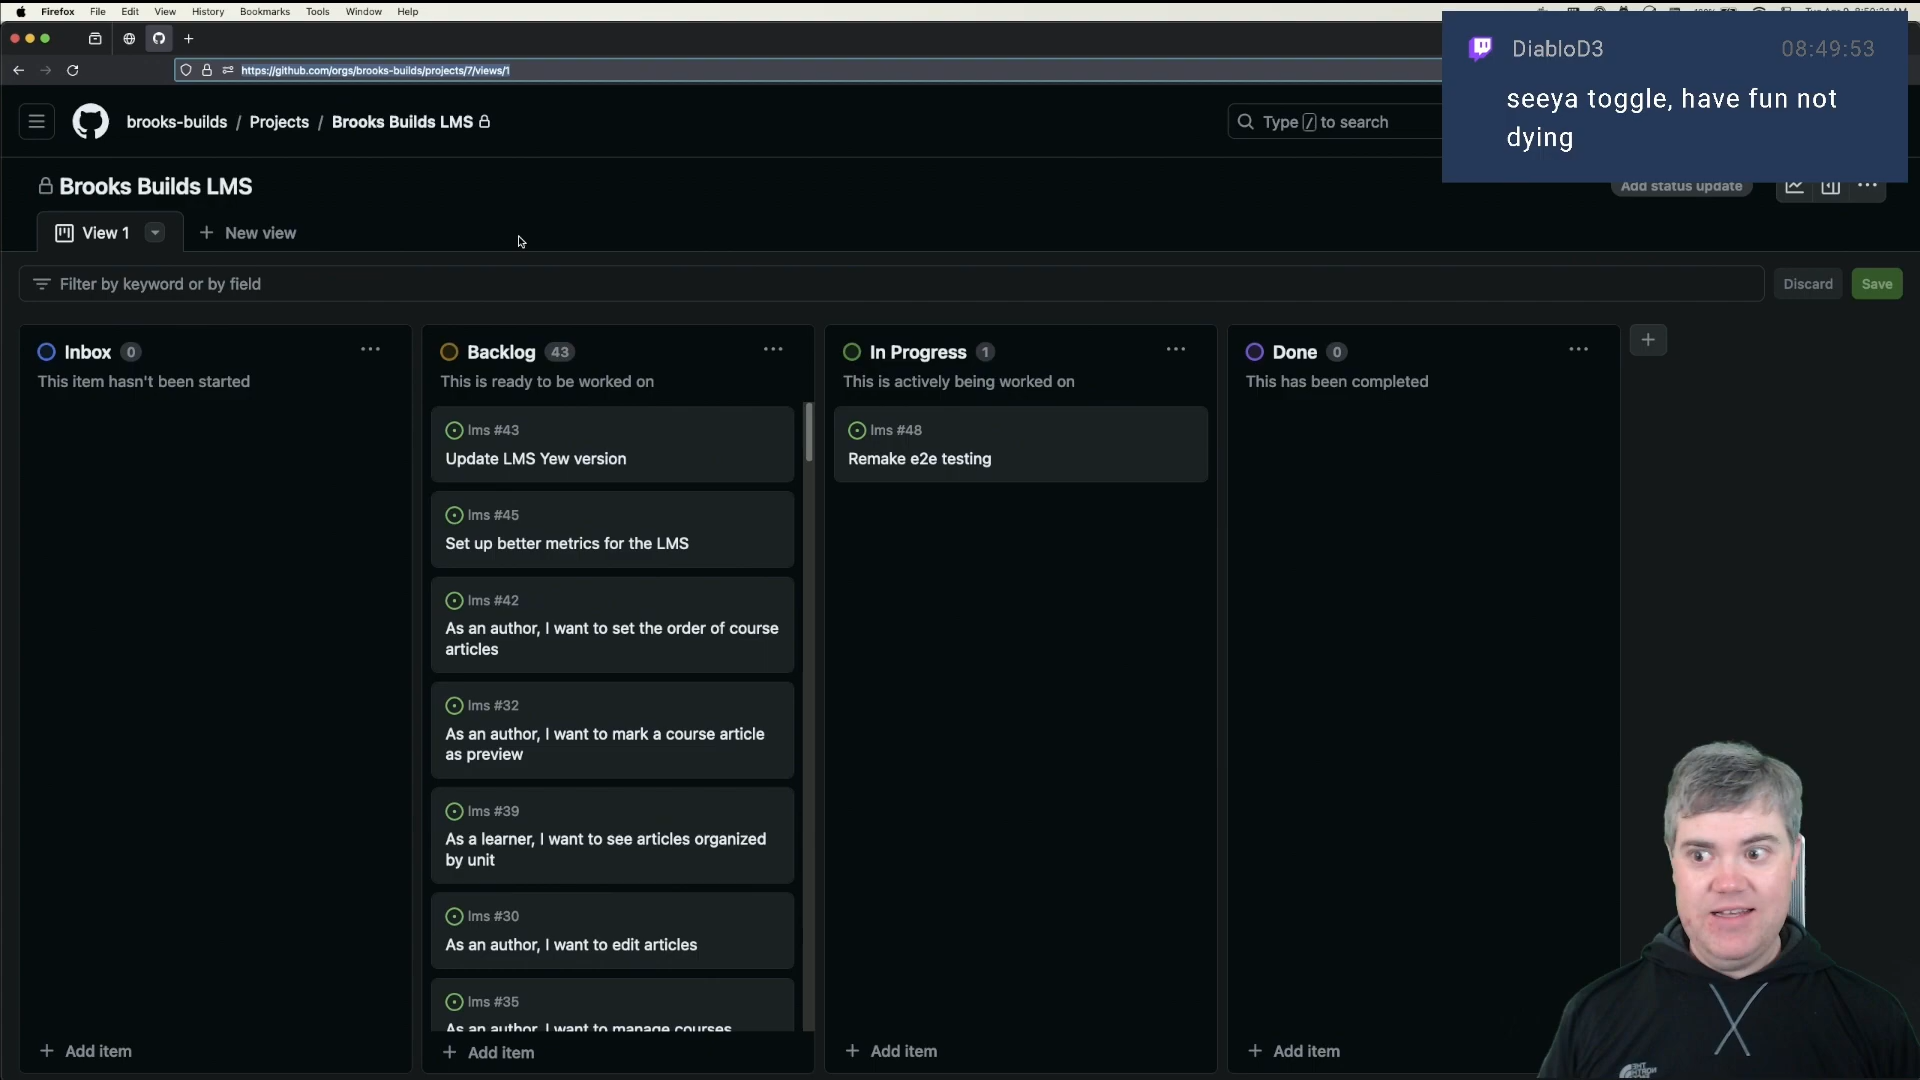 Firefox File Edit View History Bookmarks Tools Window Help
https://github.com/orgs/brooks-builds/projects/7/views/1
DiabloD3 08:49:53
seeya toggle, have fun not
dying
brooks-builds / Projects / Brooks Builds LMS
Type / to search
Brooks Builds LMS
Add status update
View 1
New view
Filter by keyword or by field
Discard
Save
Inbox 0
This item hasn't been started
Add item
Backlog 43
This is ready to be worked on
lms #43
Update LMS Yew version
lms #45
Set up better metrics for the LMS
lms #42
As an author, I want to set the order of course
articles
lms #32
As an author, I want to mark a course article
as preview
lms #39
As a learner, I want to see articles organized
by unit
lms #30
As an author, I want to edit articles
lms #35
As an author, I want to manage courses
Add item
In Progress 1
This is actively being worked on
lms #48
Remake e2e testing
Add item
Done 0
This has been completed
Add item